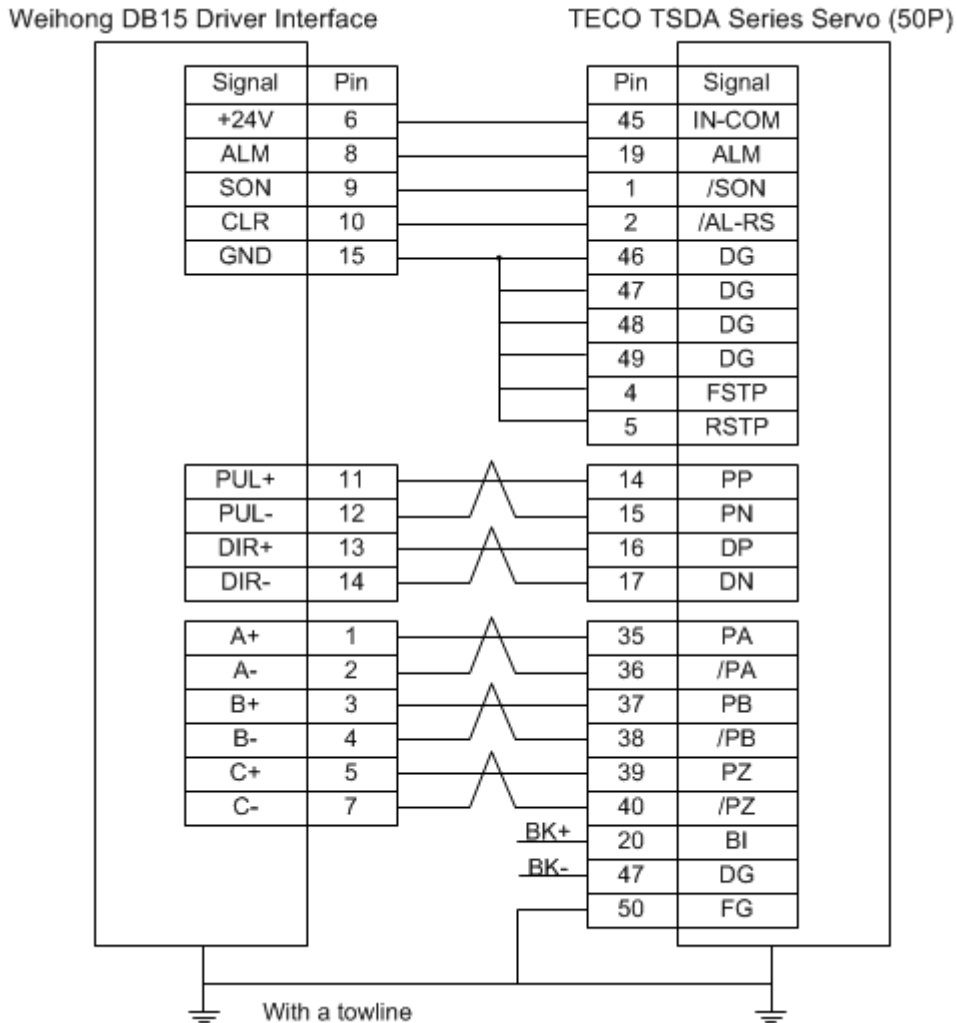 Weihong DB15 Driver Interface TECO TSDA Series Servo (50P)
Signal Pin Pin Signal
+24V 6 45 IN-COM
ALM 8 19 ALM
SON 9 1 /SON
CLR 10 2 /AL-RS
GND 15 46 DG
47 DG
48 DG
49 DG
4 FSTP
5 RSTP
PUL+ 11 14 PP
PUL- 12 15 PN
DIR+ 13 16 DP
DIR- 14 17 DN
A+ 1 35 PA
A- 2 36 /PA
B+ 3 37 PB
B- 4 38 /PB
C+ 5 39 PZ
C- 7 40 /PZ
BK+ 20 BI
BK- 47 DG
50 FG
With a towline